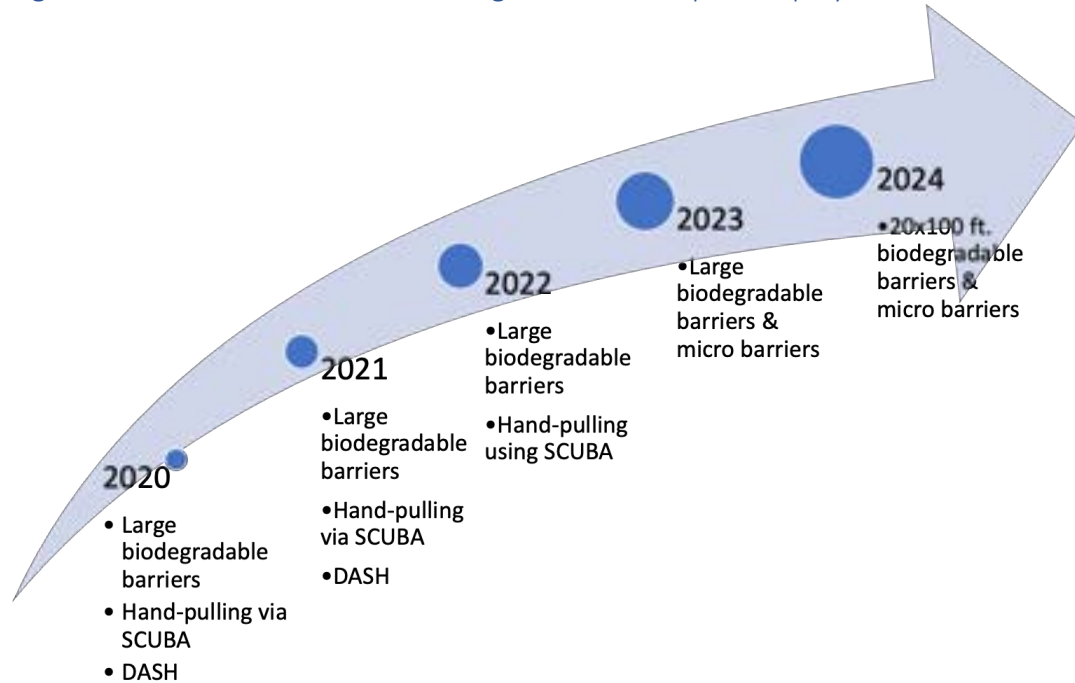 2020
• Large
biodegradable
barriers
• Hand-pulling via
SCUBA
• DASH
2021
•Large
biodegradable
barriers
•Hand-pulling
via SCUBA
•DASH
2022
•Large
biodegradable
barriers
•Hand-pulling
using SCUBA
2023
•Large
biodegradable
barriers &
micro barriers
2024
•20x100 ft.
biodegradable
barriers &
micro barriers